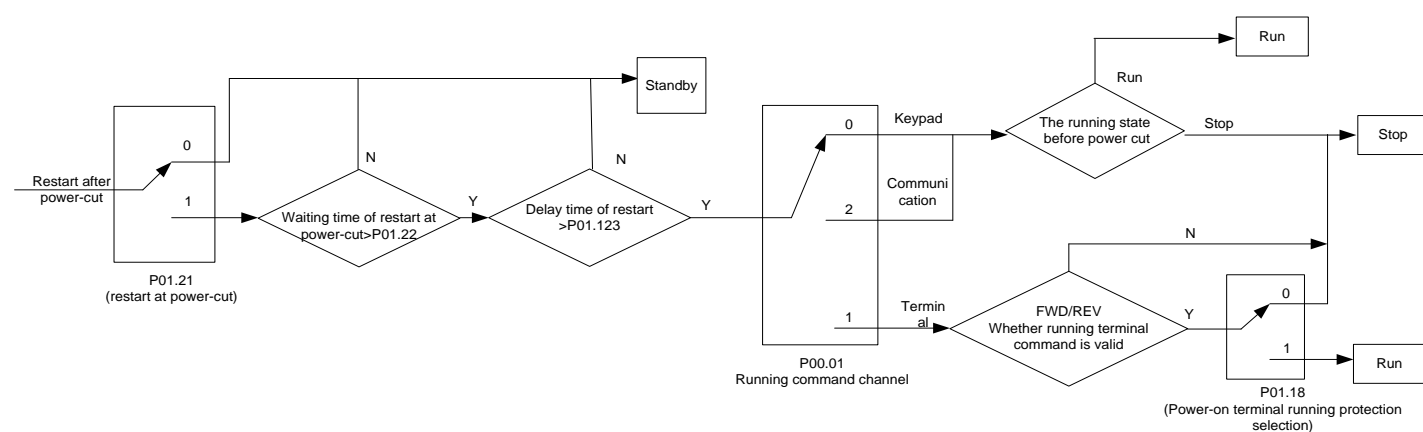 Restart after
power-cut
0
1
P01.21
(restart at power-cut)
N
Waiting time of restart at
power-cut>P01.22
Y
N
Delay time of restart
>P01.123
Y
Standby
0
2
1
P00.01
Running command channel
Keypad
Communi
cation
Termin
al
Run
The running state
before power cut
Stop
Run
Stop
N
FWD/REV
Whether running terminal
command is valid
Y
0
1
P01.18
(Power-on terminal running protection
selection)
Run